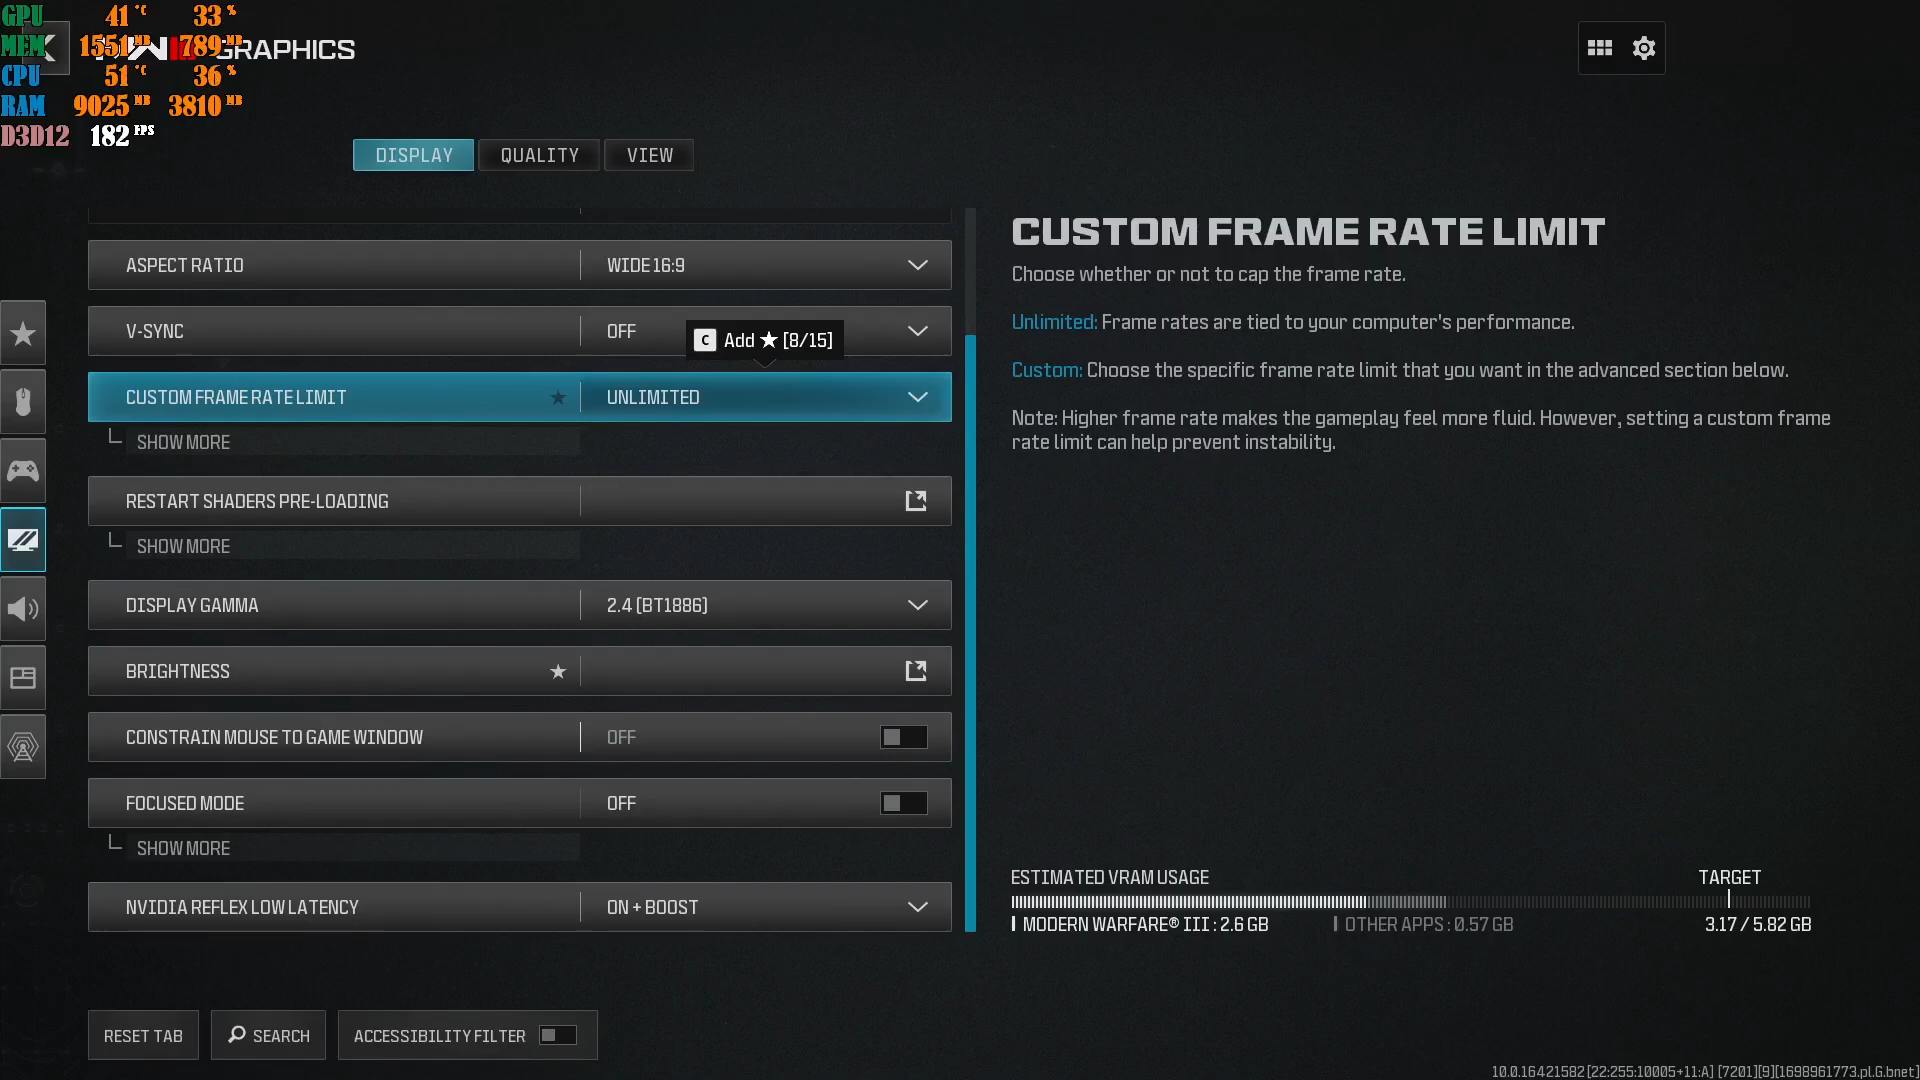 GPU 41 °C 33 %
MEM 1551 MB 789 MB
GRAPHICS
CPU 51 °C 36 %
RAM 9025 MB 3810 MB
D3D12 182 FPS
DISPLAY QUALITY VIEW
ASPECT RATIO WIDE 16:9
V-SYNC OFF
C Add ★ [8/15]
CUSTOM FRAME RATE LIMIT UNLIMITED
SHOW MORE
RESTART SHADERS PRE-LOADING
SHOW MORE
DISPLAY GAMMA 2.4 [BT1886]
BRIGHTNESS
CONSTRAIN MOUSE TO GAME WINDOW OFF
FOCUSED MODE OFF
SHOW MORE
NVIDIA REFLEX LOW LATENCY ON + BOOST
CUSTOM FRAME RATE LIMIT
Choose whether or not to cap the frame rate.
Unlimited: Frame rates are tied to your computer's performance.
Custom: Choose the specific frame rate limit that you want in the advanced section below.
Note: Higher frame rate makes the gameplay feel more fluid. However, setting a custom frame
rate limit can help prevent instability.
ESTIMATED VRAM USAGE TARGET
MODERN WARFARE® III : 2.6 GB OTHER APPS : 0.57 GB 3.17 / 5.82 GB
RESET TAB SEARCH ACCESSIBILITY FILTER
10.0.16421582 [22:255:10005+11:A] [7201][9][1698961773.pl.G.bnet]